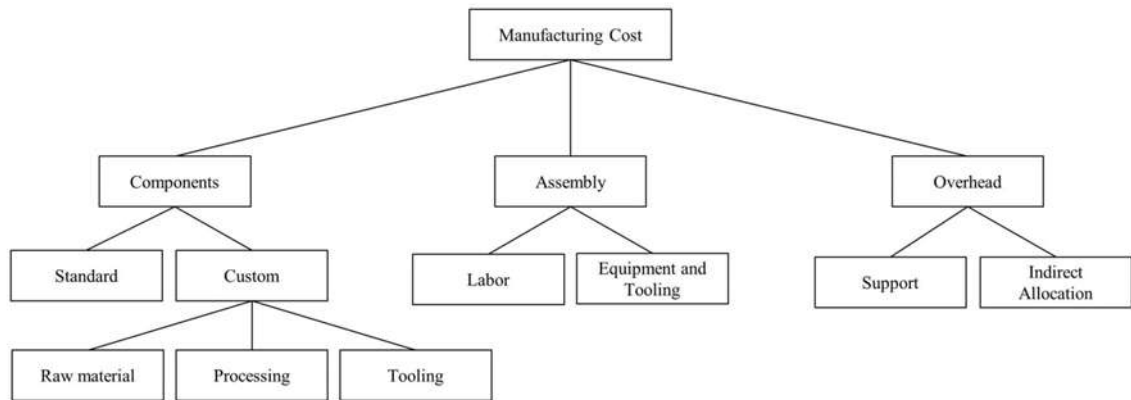 Manufacturing Cost
Components
Assembly
Overhead
Standard
Custom
Labor
Equipment and
Tooling
Support
Indirect
Allocation
Raw material
Processing
Tooling